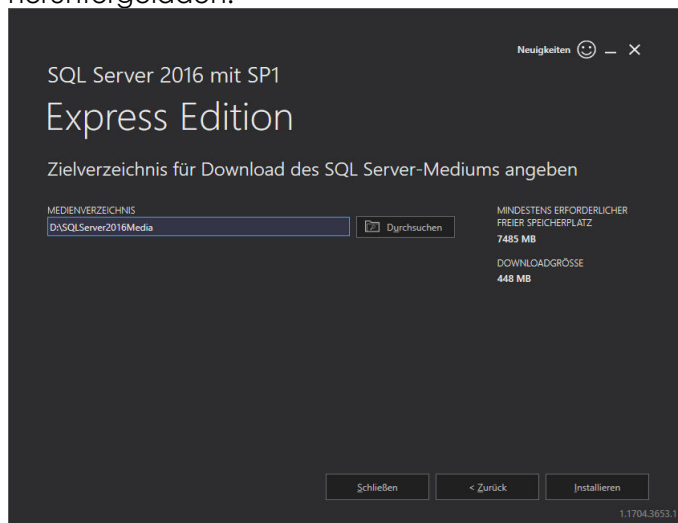 heruntergeladen.
Neuigkeiten
SQL Server 2016 mit SP1
Express Edition
Zielverzeichnis für Download des SQL Server-Mediums angeben
MEDIENVERZEICHNIS
D:\SQLServer2016Media
Durchsuchen
MINDESTENS ERFORDERLICHER
FREIER SPEICHERPLATZ
7485 MB
DOWNLOADGRÖSSE
448 MB
Schließen
< Zurück
Installieren
1.1704.3653.1